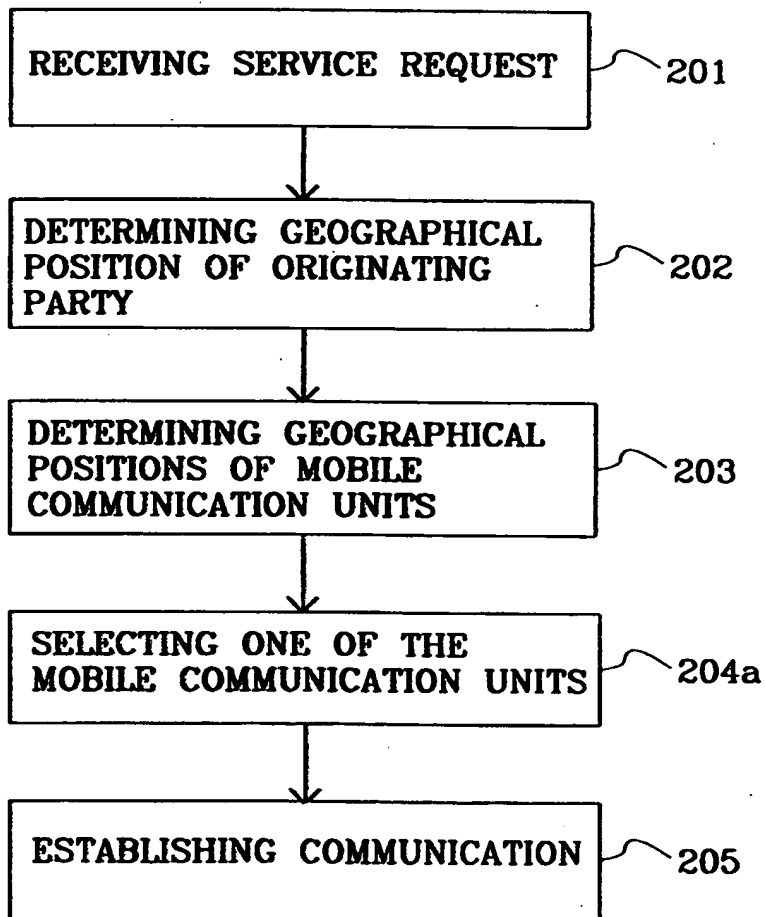 RECEIVING SERVICE REQUEST
201
DETERMINING GEOGRAPHICAL
POSITION OF ORIGINATING
PARTY
202
DETERMINING GEOGRAPHICAL
POSITIONS OF MOBILE
COMMUNICATION UNITS
203
SELECTING ONE OF THE
MOBILE COMMUNICATION UNITS
204a
ESTABLISHING COMMUNICATION
205